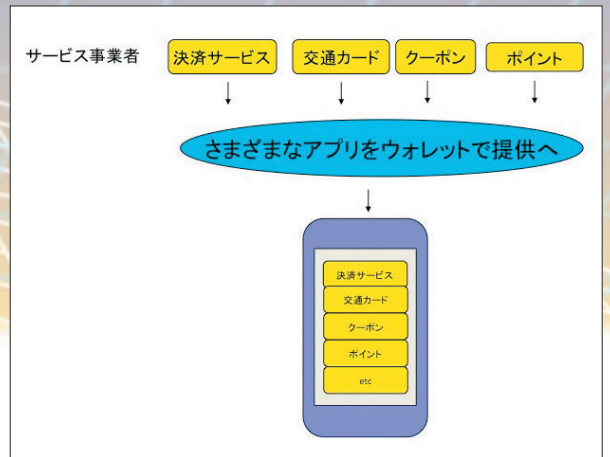 サービス事業者
決済サービス
交通カード
クーポン
ポイント
さまざまなアプリをウォレットで提供へ
決済サービス
交通カード
クーポン
ポイント
etc